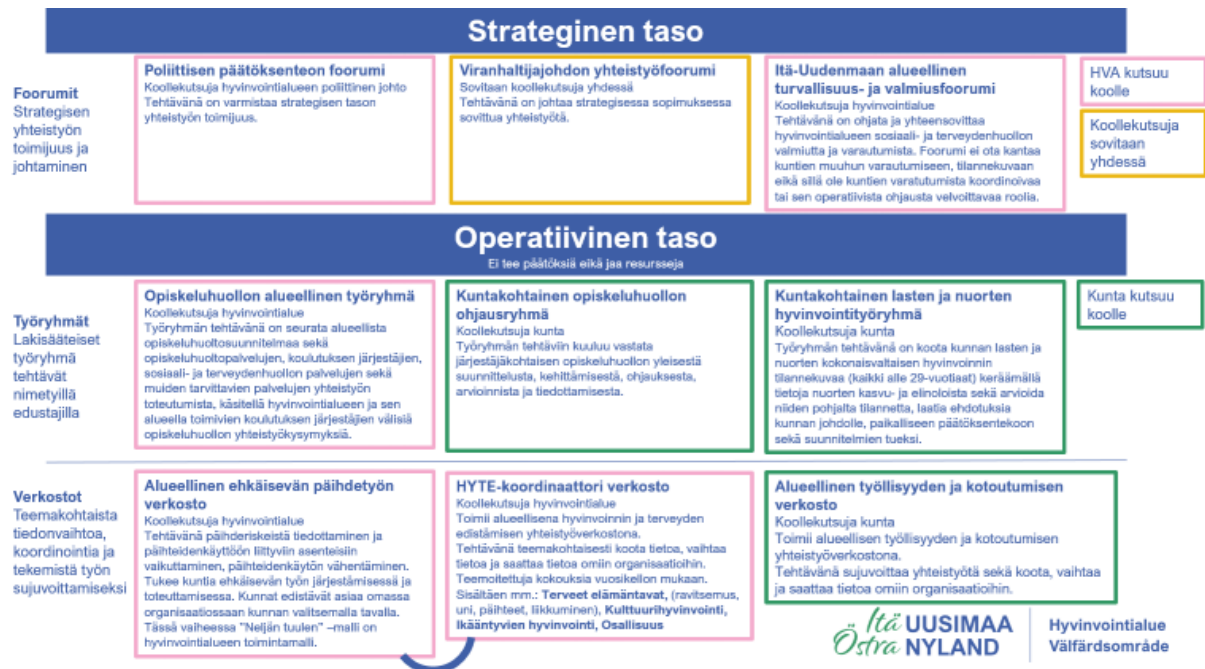 Strateginen taso
Foorumit
Strategisen
yhteistyön
toimijuus ja
johtaminen
Poliittisen päätöksenteon foorumi
Koollekutsuja hyvinvointialueen poliittinen johto
Tehtävänä on varmistaa strategisen tason
yhteistyön toimijuus.
Viranhaltijajohdon yhteistyöfoorumi
Sovitaan koollekutsuja yhdessä
Tehtävänä on johtaa strategisessa sopimuksessa
sovittua yhteistyötä.
Itä-Uudenmaan alueellinen
turvallisuus- ja valmiusfoorumi
Koollekutsuja hyvinvointialue
Tehtävänä on ohjata ja yhteensovittaa
hyvinvointialueen sosiaali- ja terveydenhuollon
valmiutta ja varautumista. Foorumi ei ota kantaa
kuntien muuhun varautumiseen, tilannekuvaan
eikä sillä ole kuntien varatutumista koordinoivaa
tai sen operatiivista ohjausta velvoittavaa roolia.
HVA kutsuu
koolle
Koollekutsuja
sovitaan
yhdessä
Operatiivinen taso
Ei tee päätöksiä eikä jaa resursseja
Työryhmät
Lakisääteiset
työryhmä
tehtävät
nimetyillä
edustajilla
Opiskeluhuollon alueellinen työryhmä
Koollekutsuja hyvinvointialue
Työryhmän tehtävänä on seurata alueellista
opiskeluhuoltosuunnitelmaa sekä
opiskeluhuoltopalvelujen, koulutuksen järjestäjien,
sosiaali- ja terveydenhuollon palvelujen sekä
muiden tarvittavien palvelujen yhteistyön
toteutumista, käsitellä hyvinvointialueen ja sen
alueella toimivien koulutuksen järjestäjien välisiä
opiskeluhuollon yhteistyökysymyksiä.
Kuntakohtainen opiskeluhuollon
ohjausryhmä
Koollekutsuja kunta
Työryhmän tehtäviin kuuluu vastata
järjestäjäkohtaisen opiskeluhuollon yleisestä
suunnittelusta, kehittämisestä, ohjauksesta,
arvioinnista ja tiedottamisesta.
Kuntakohtainen lasten ja nuorten
hyvinvointityöryhmä
Koollekutsuja kunta
Työryhmän tehtävänä on koota kunnan lasten ja
nuorten kokonaisvaltaisen hyvinvoinnin
tilannekuvaa (kaikki alle 29-vuotiaat) keräämällä
tietoja nuorten kasvu- ja elinoloista sekä arvioida
niiden pohjalta tilannetta, laatia ehdotuksia
kunnan johdolle, paikalliseen päätöksentekoon
sekä suunnitelmien tueksi.
Kunta kutsuu
koolle
Verkostot
Teemakohtaista
tiedonvaihtoa,
koordinointia ja
tekemistä työn
sujuvoittamiseksi
Alueellinen ehkäisevän päihdetyön
verkosto
Koollekutsuja hyvinvointialue
Tehtävänä päihderiskeistä tiedottaminen ja
päihteidenkäyttöön liittyviin asenteisiin
vaikuttaminen, päihteidenkäytön vähentäminen.
Tukee kuntia ehkäisevän työn järjestämisessä ja
toteuttamisessa. Kunnat edistävät asiaa omassa
organisaatiossaan kunnan valitsemalla tavalla.
Tässä vaiheessa "Neljän tuulen" –malli on
hyvinvointialueen toimintamalli.
HYTE-koordinaattori verkosto
Koollekutsuja hyvinvointialue
Toimii alueellisena hyvinvoinnin ja terveyden
edistämisen yhteistyöverkostona.
Tehtävänä teemakohtaisesti koota tietoa, vaihtaa
tietoa ja saattaa tietoa omiin organisaatioihin.
Teemoitettuja kokouksia vuosikellon mukaan.
Sisältäen mm.: Terveet elämäntavat, (ravitsemus,
uni, päihteet, liikkuminen), Kulttuurihyvinvointi,
Ikääntyvien hyvinvointi, Osallisuus
Alueellinen työllisyyden ja kotoutumisen
verkosto
Koollekutsuja kunta
Toimii alueellisen työllisyyden ja kotoutumisen
yhteistyöverkostona.
Tehtävänä sujuvoittaa yhteistyötä sekä koota, vaihtaa
ja saattaa tietoa omiin organisaatioihin.
Itä UUSIMAA
Östra NYLAND
Hyvinvointialue
Välfärdsområde